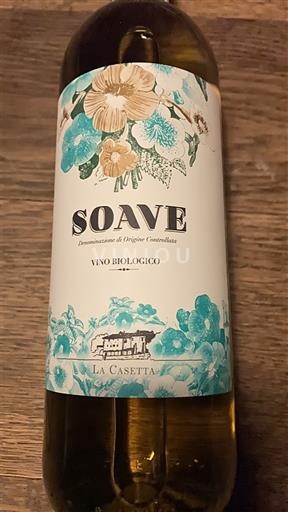 SOAVE
Denominazione di Origine Controllata
VINO BIOLOGICO
LA CASETTA